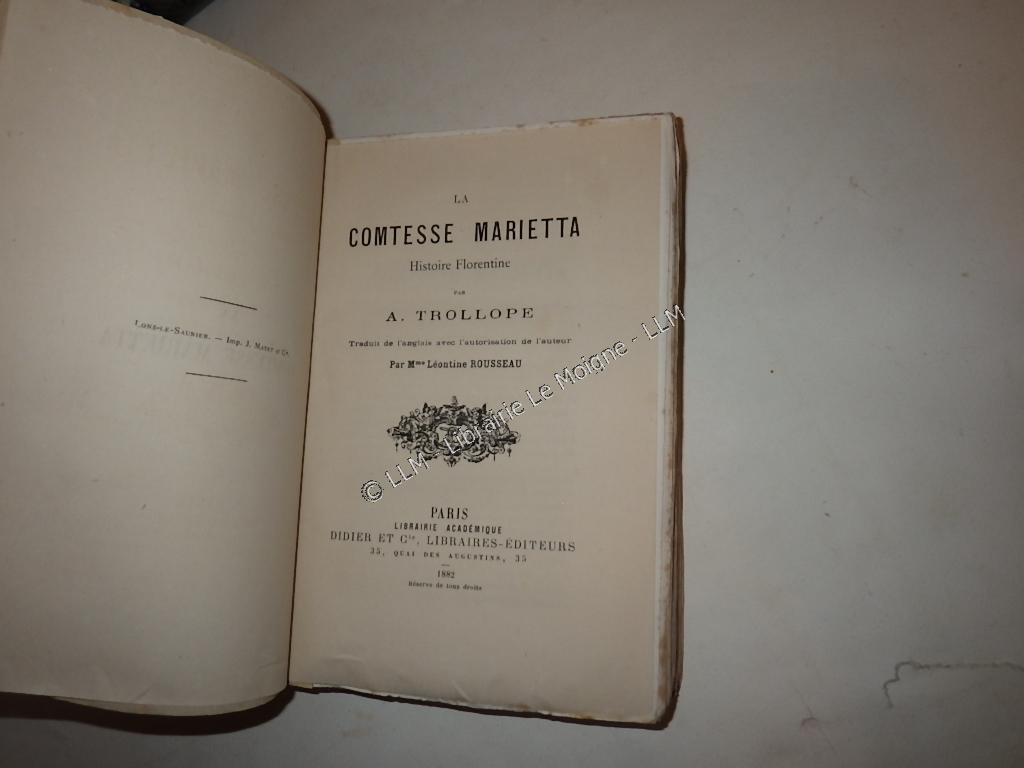 Lons-le-Saunier. — Imp. J. Mayet et Cie.
LA
COMTESSE MARIETTA
Histoire Florentine
PAR
A. TROLLOPE
Traduit de l'anglais avec l'autorisation de l'auteur
Par Mme Léontine ROUSSEAU
PARIS
LIBRAIRIE ACADÉMIQUE
DIDIER ET Cie, LIBRAIRES-ÉDITEURS
35, QUAI DES AUGUSTINS, 35
1882
Réserve de tous droits
© LLM - Librairie Le Moigne - LLM